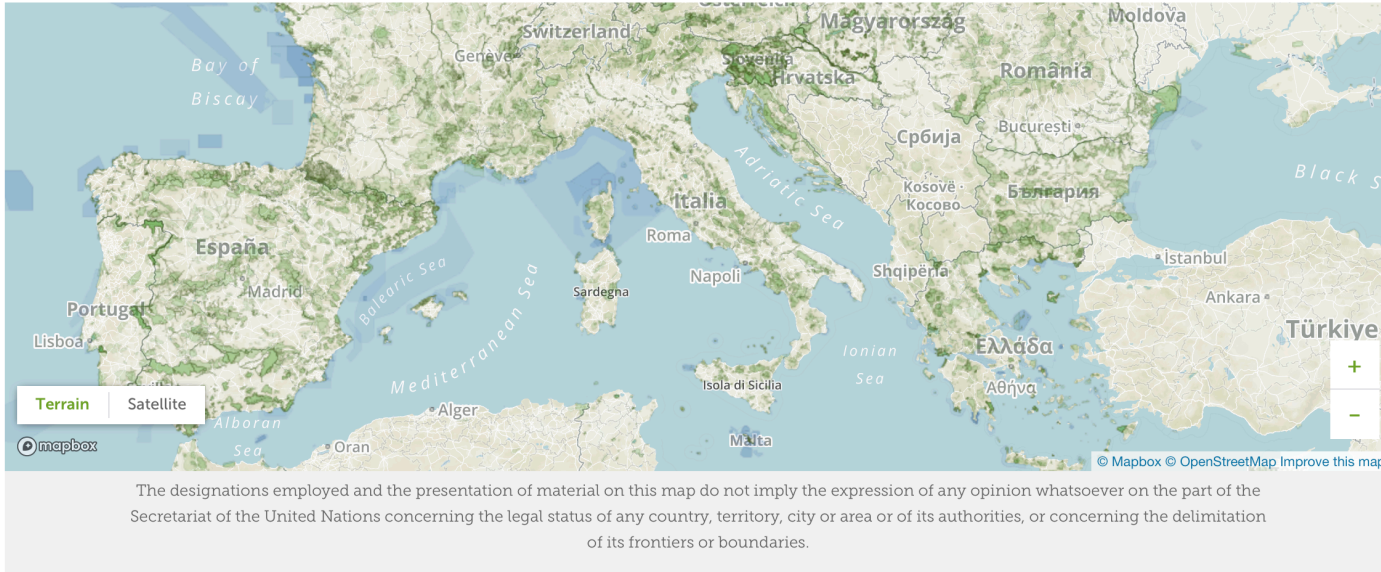 Österreich
Moldova
Magyarország
Switzerland
Genève
Slovenia
Bay of
Biscay
Hrvatska
România
București
Србија
Adriatic Sea
Black S
Kosovë ·
Косово
България
Italia
Roma
España
Shqipëria
İstanbul
Balearic Sea
Napoli
Madrid
Sardegna
Ankara
Portugal
Mediterranean Sea
Türkiye
Lisboa
Ελλάδα
Ionian
Sea
Isola di Sicilia
Αθήνα
+
−
Terrain
Satellite
Alger
Alboran
Sea
Oran
Malta
mapbox
© Mapbox © OpenStreetMap Improve this map
The designations employed and the presentation of material on this map do not imply the expression of any opinion whatsoever on the part of the
Secretariat of the United Nations concerning the legal status of any country, territory, city or area or of its authorities, or concerning the delimitation
of its frontiers or boundaries.